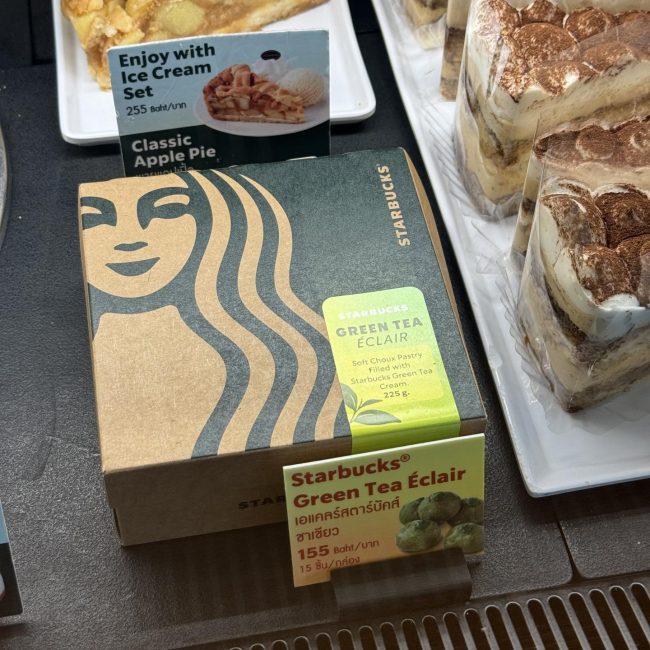 Enjoy with
Ice Cream
Set
255 Baht/บาท
Classic
Apple Pie
STARBUCKS
STARBUCKS
GREEN TEA
ÉCLAIR
Soft Choux Pastry
Filled with
Starbucks Green Tea
Cream
225 g.
Starbucks®
Green Tea Éclair
เอแคลร์สตาร์บัคส์
ชาเขียว
155 Baht/บาท
15 ชิ้น/กล่อง